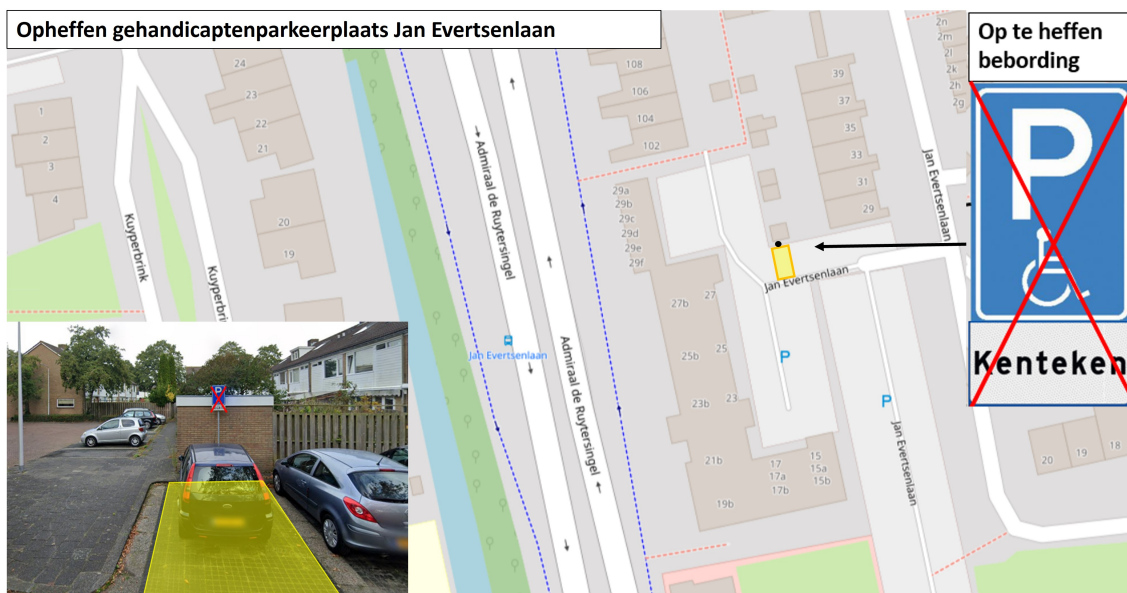 Opheffen gehandicaptenparkeerplaats Jan Evertsenlaan
Op te heffen
bebording
P
Kenteken
24
23
22
21
1
2
3
4
20
19
Kuyperbrink
Kuyperbri
Admiraal de Ruytersingel
Admiraal de Ruytersingel
Jan Evertsenlaan
108
106
104
102
39
37
35
33
31
29
2n
2m
2l
2k
2h
2g
29a
29b
29c
29d
29e
29f
27b
27
25b
25
23b
23
21b
19b
17
17a
17b
15
15a
15b
Jan Evertsenlaan
Jan Evertsenlaan
Jan Evertsenlaan
P
P
20
19
18
P